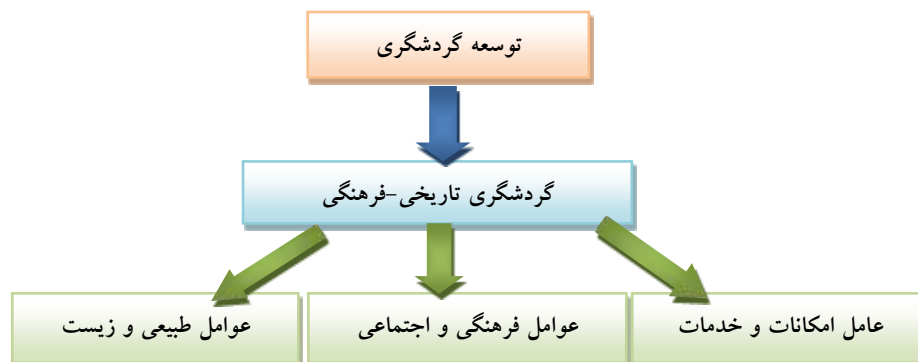 توسعه گردشگری
گردشگری تاریخی-فرهنگی
عامل امکانات و خدمات
عوامل فرهنگی و اجتماعی
عوامل طبیعی و زیست